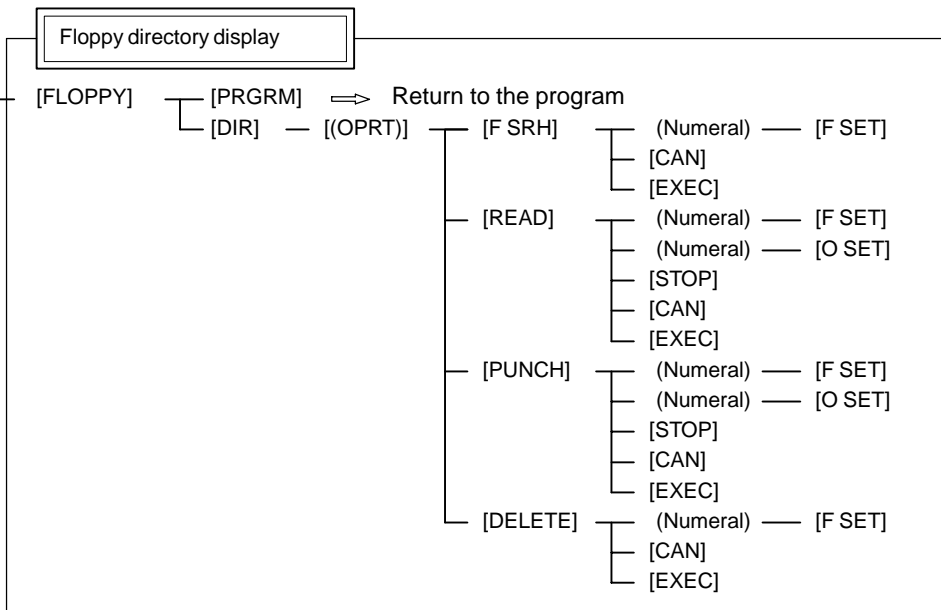 Floppy directory display
[FLOPPY] [PRGRM] Return to the program
[DIR] [(OPRT)] [F SRH] (Numeral) [F SET]
[CAN]
[EXEC]
[READ] (Numeral) [F SET]
(Numeral) [O SET]
[STOP]
[CAN]
[EXEC]
[PUNCH] (Numeral) [F SET]
(Numeral) [O SET]
[STOP]
[CAN]
[EXEC]
[DELETE] (Numeral) [F SET]
[CAN]
[EXEC]